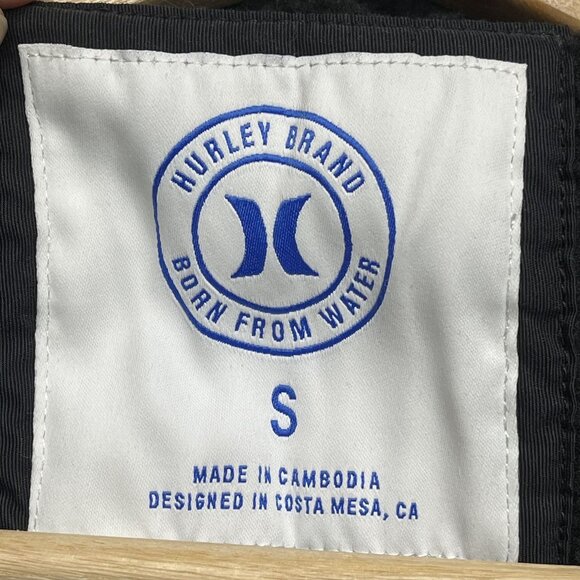 HURLEY BRAND
BORN FROM WATER
S
MADE IN CAMBODIA
DESIGNED IN COSTA MESA, CA